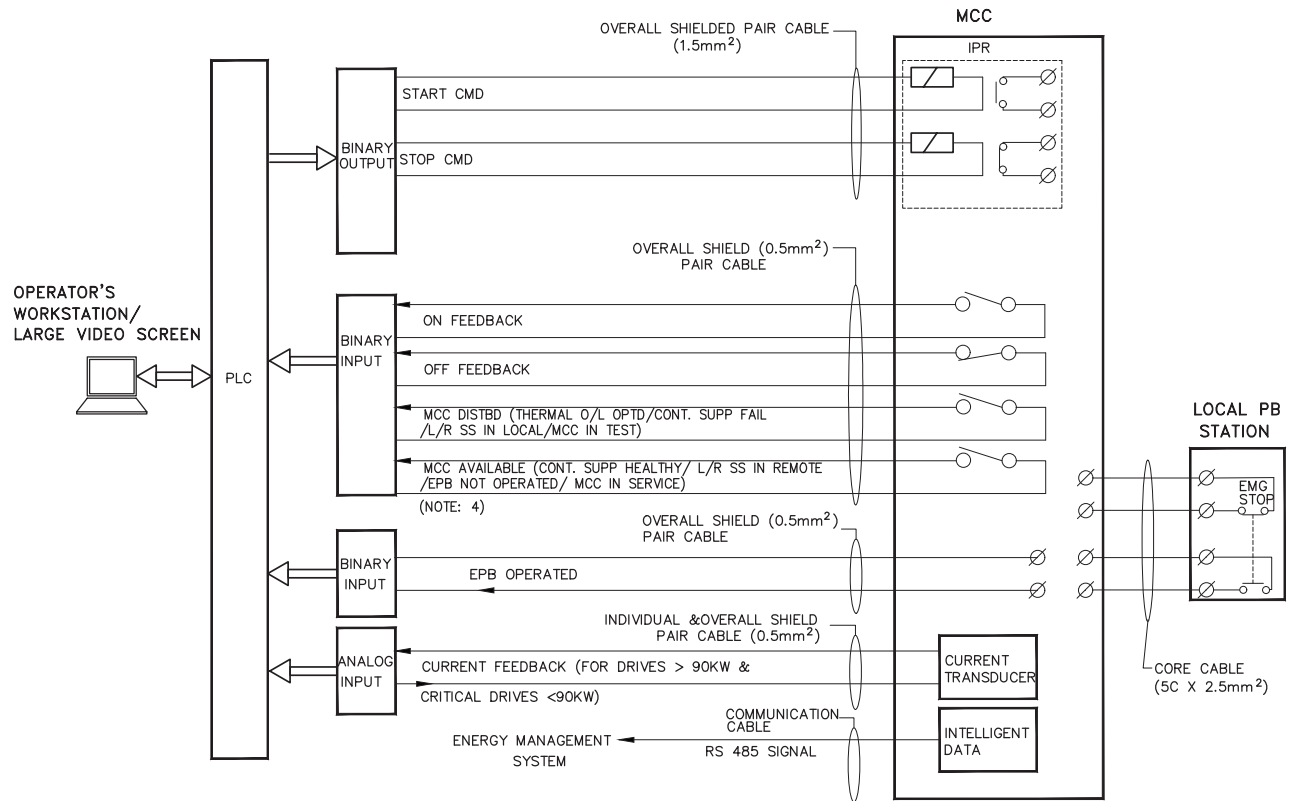 MCC
OVERALL SHIELDED PAIR CABLE
(1.5mm²)
IPR
START CMD
BINARY
OUTPUT
STOP CMD
OVERALL SHIELD (0.5mm²)
PAIR CABLE
OPERATOR'S
WORKSTATION/
LARGE VIDEO SCREEN
PLC
BINARY
INPUT
ON FEEDBACK
OFF FEEDBACK
MCC DISTBD (THERMAL O/L OPTD/CONT. SUPP FAIL
/L/R SS IN LOCAL/MCC IN TEST)
MCC AVAILABLE (CONT. SUPP HEALTHY/ L/R SS IN REMOTE
/EPB NOT OPERATED/ MCC IN SERVICE)
(NOTE: 4)
LOCAL PB
STATION
EMG
STOP
OVERALL SHIELD (0.5mm²)
PAIR CABLE
BINARY
INPUT
EPB OPERATED
INDIVIDUAL &OVERALL SHIELD
PAIR CABLE (0.5mm²)
ANALOG
INPUT
CURRENT FEEDBACK (FOR DRIVES > 90KW &
CRITICAL DRIVES <90KW)
CURRENT
TRANSDUCER
CORE CABLE
(5C X 2.5mm²)
COMMUNICATION
CABLE
ENERGY MANAGEMENT
SYSTEM
RS 485 SIGNAL
INTELLIGENT
DATA